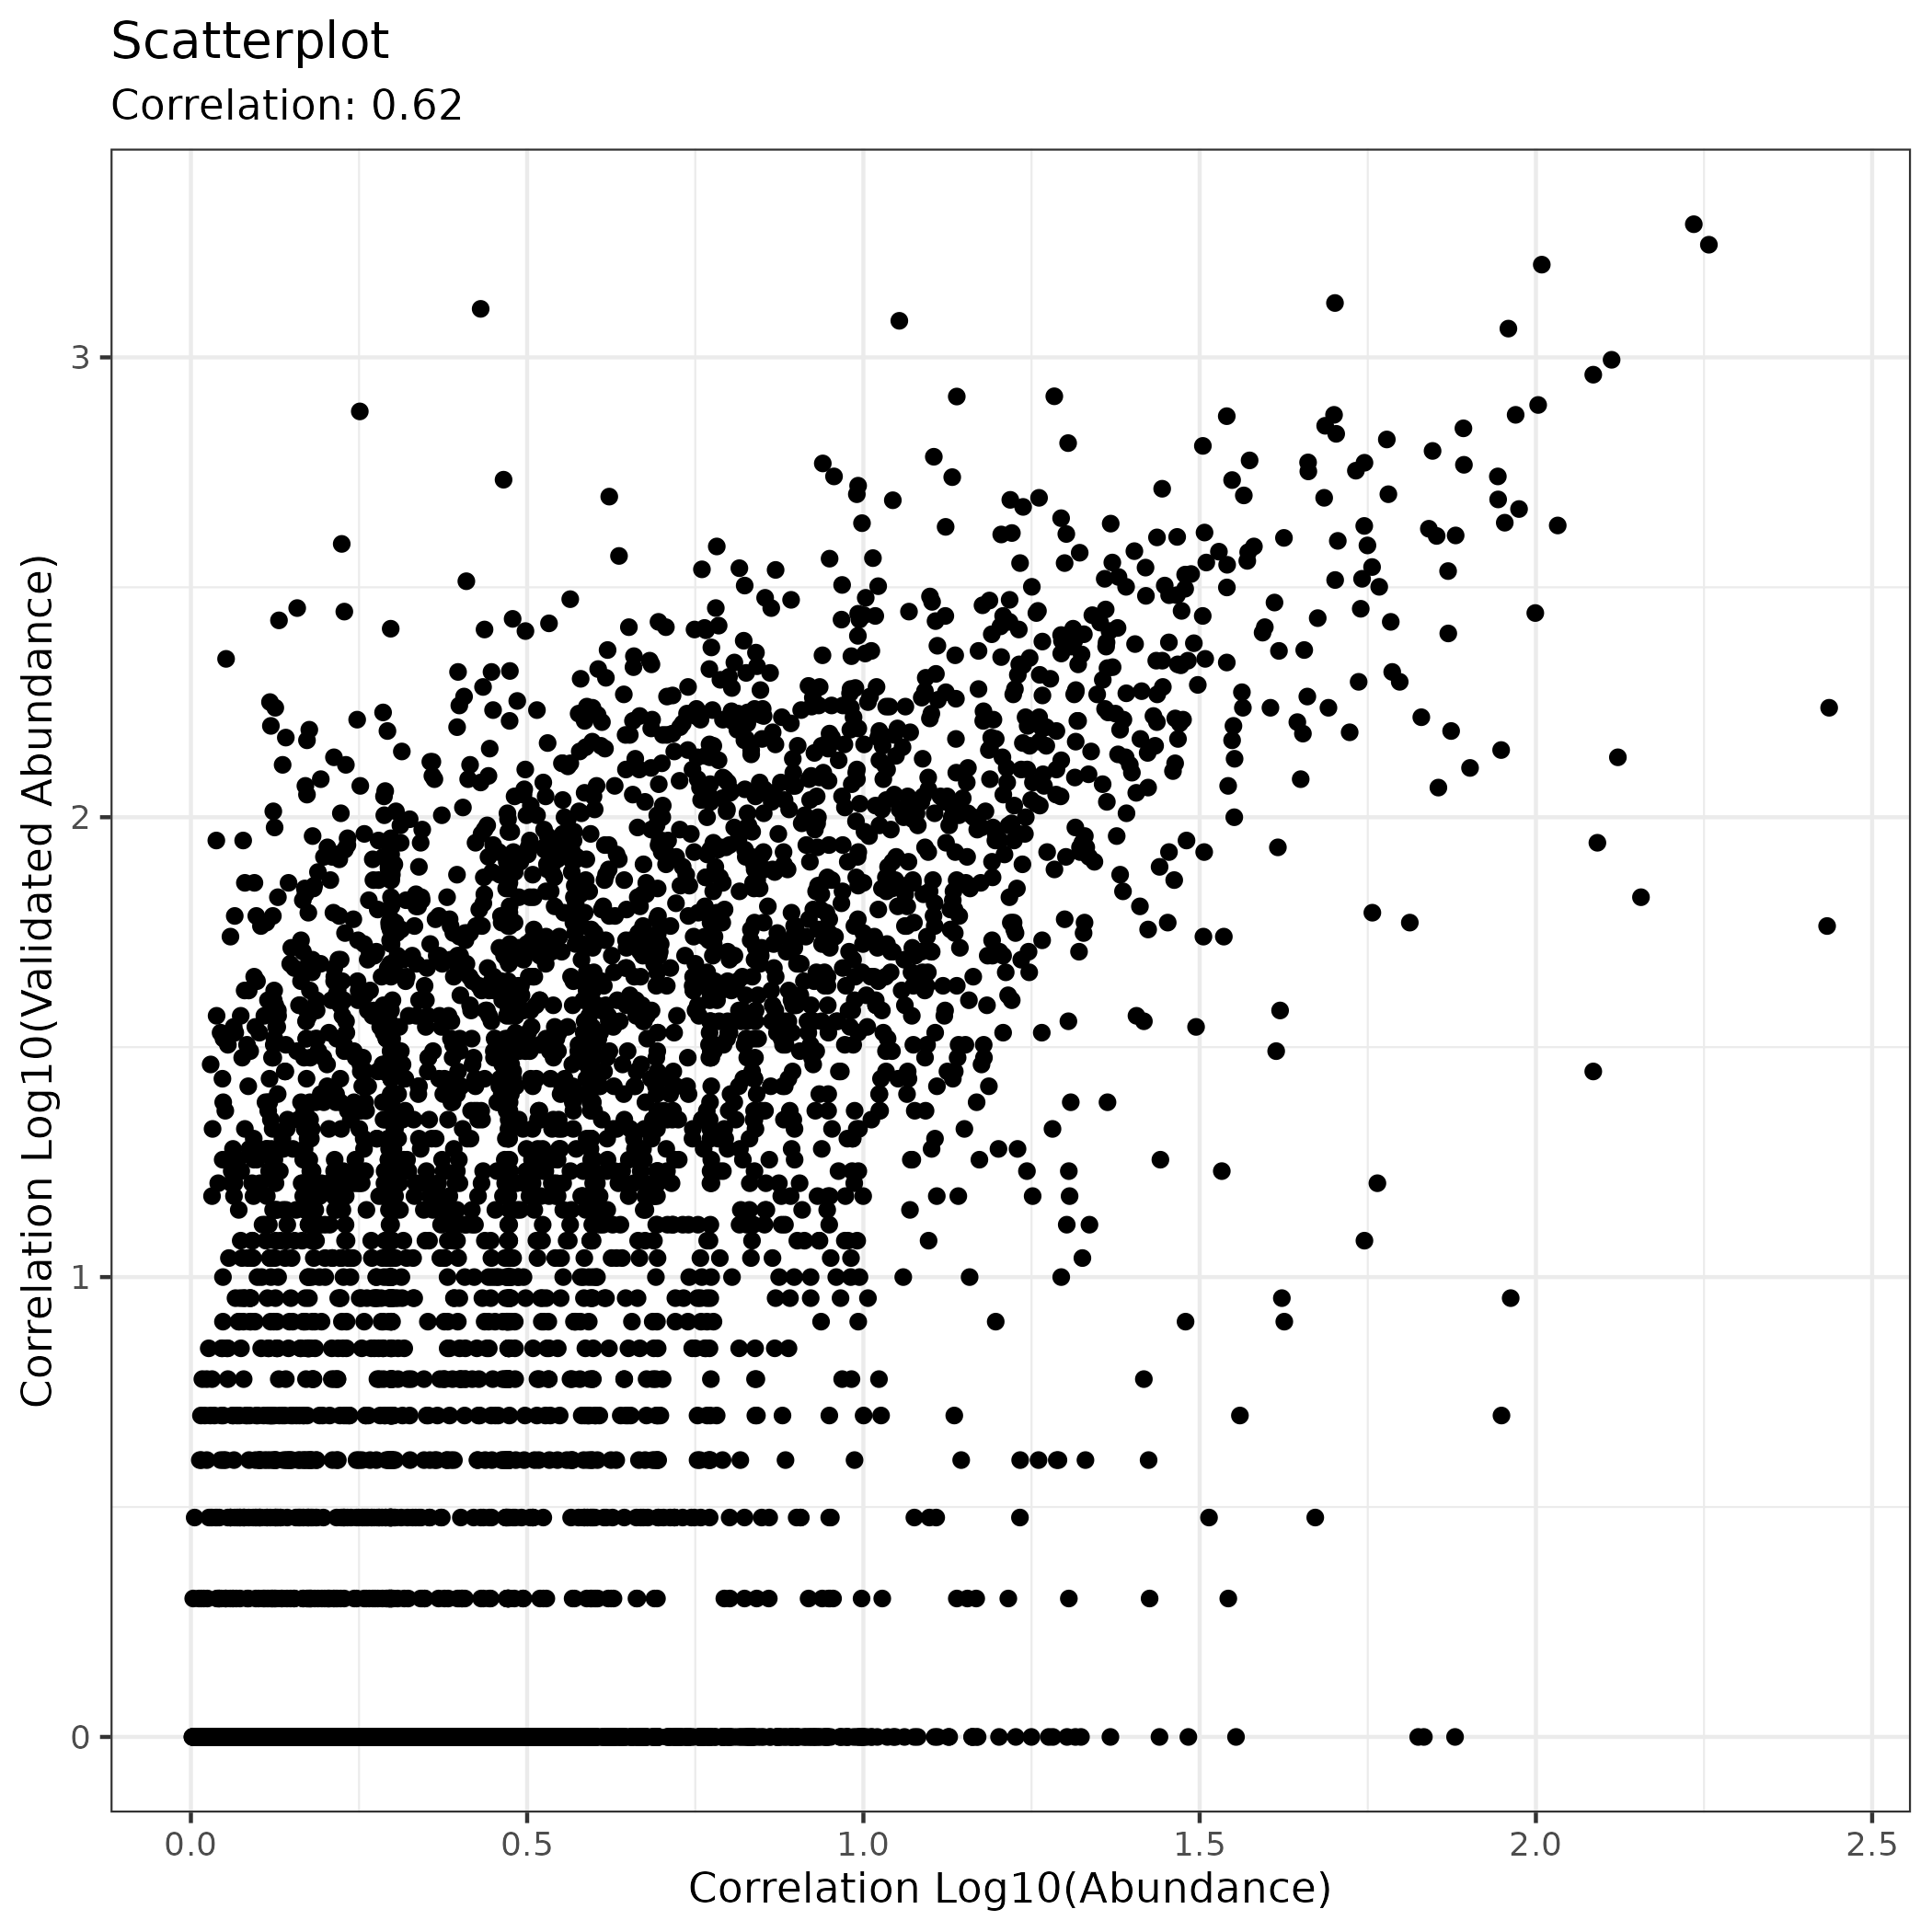 Scatterplot
Correlation: 0.62
Correlation Log10(Validated Abundance)
3
2
1
0
0.0 0.5 1.0 1.5 2.0 2.5
Correlation Log10(Abundance)